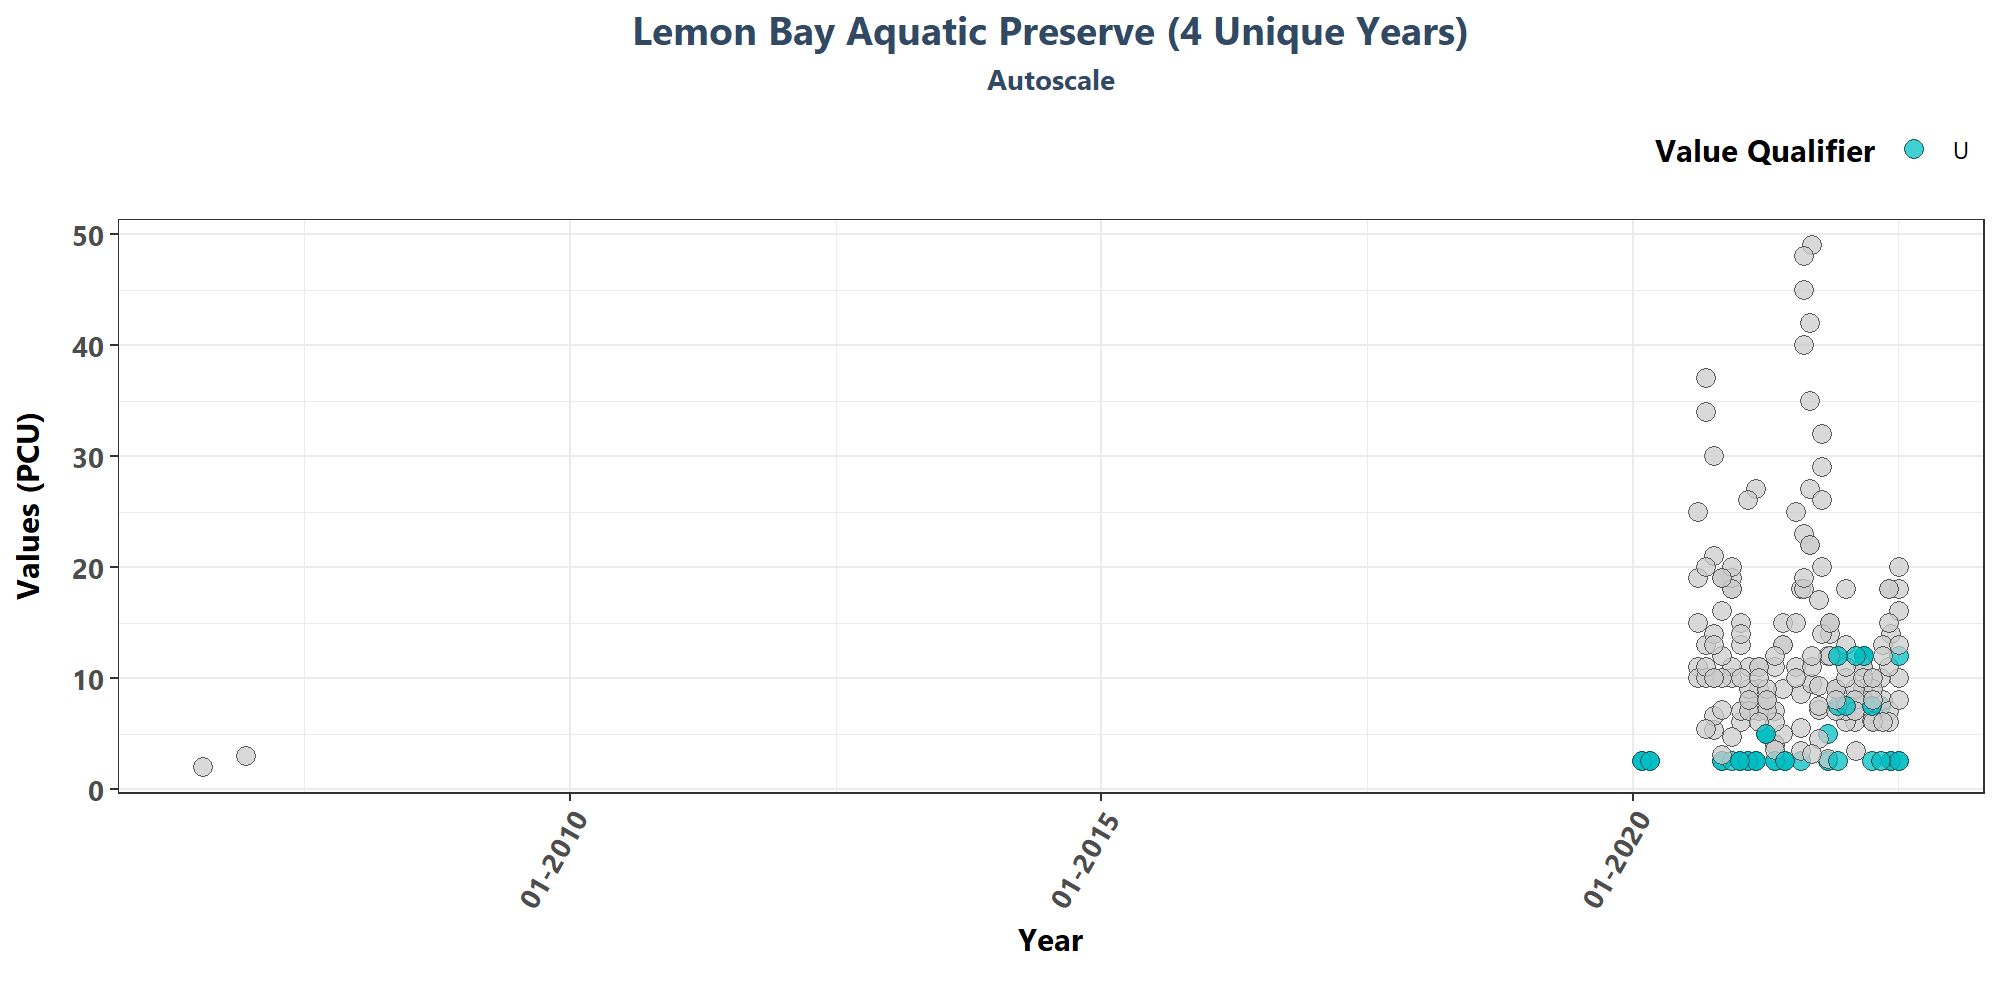 Lemon Bay Aquatic Preserve (4 Unique Years)
Autoscale
Value Qualifier U
50
40
30
20
10
0
Values (PCU)
01-2010
01-2015
01-2020
Year